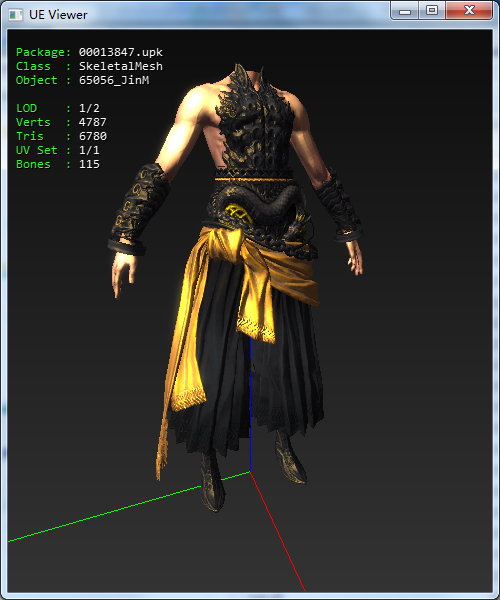 UE Viewer
Package: 00013847.upk
Class : SkeletalMesh
Object : 65056_JinM
LOD : 1/2
Verts : 4787
Tris : 6780
UV Set : 1/1
Bones : 115